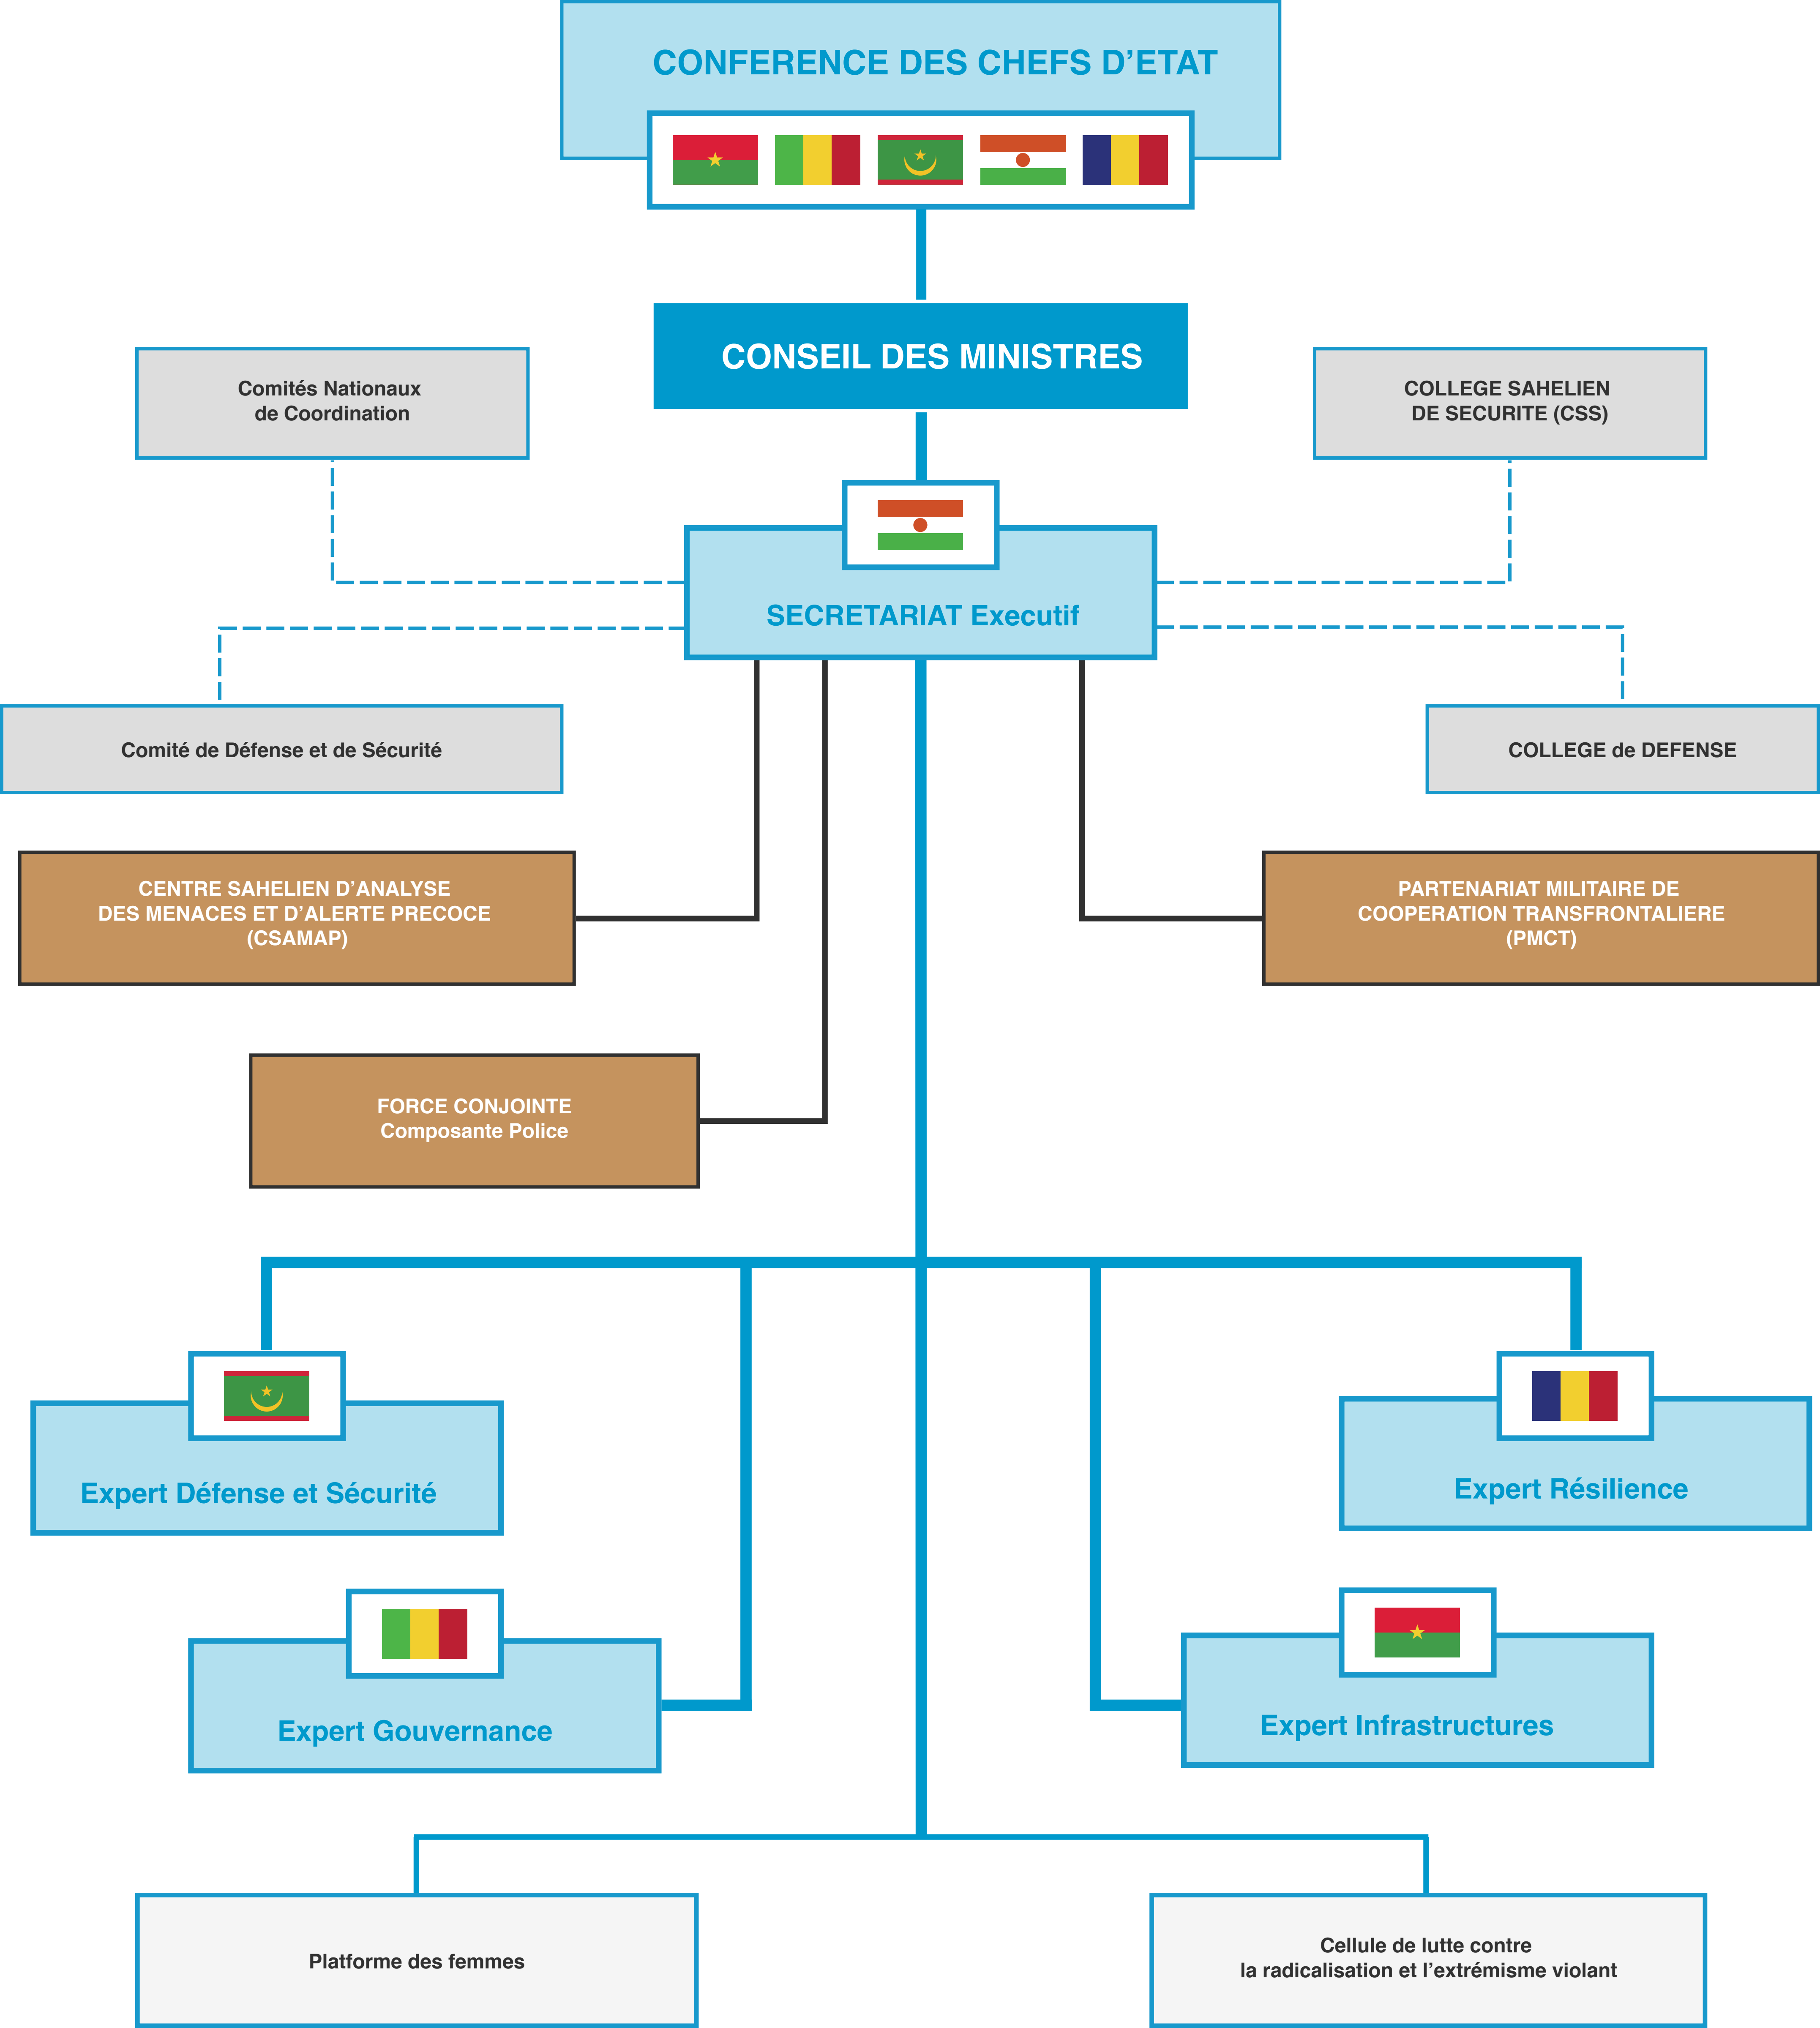 CONFERENCE DES CHEFS D’ETAT
CONSEIL DES MINISTRES
Comités Nationaux
de Coordination
COLLEGE SAHELIEN
DE SECURITE (CSS)
SECRETARIAT Executif
Comité de Défense et de Sécurité
COLLEGE de DEFENSE
CENTRE SAHELIEN D’ANALYSE
DES MENACES ET D’ALERTE PRECOCE
(CSAMAP)
PARTENARIAT MILITAIRE DE
COOPERATION TRANSFRONTALIERE
(PMCT)
FORCE CONJOINTE
Composante Police
Expert Défense et Sécurité
Expert Résilience
Expert Gouvernance
Expert Infrastructures
Platforme des femmes
Cellule de lutte contre
la radicalisation et l’extrémisme violant